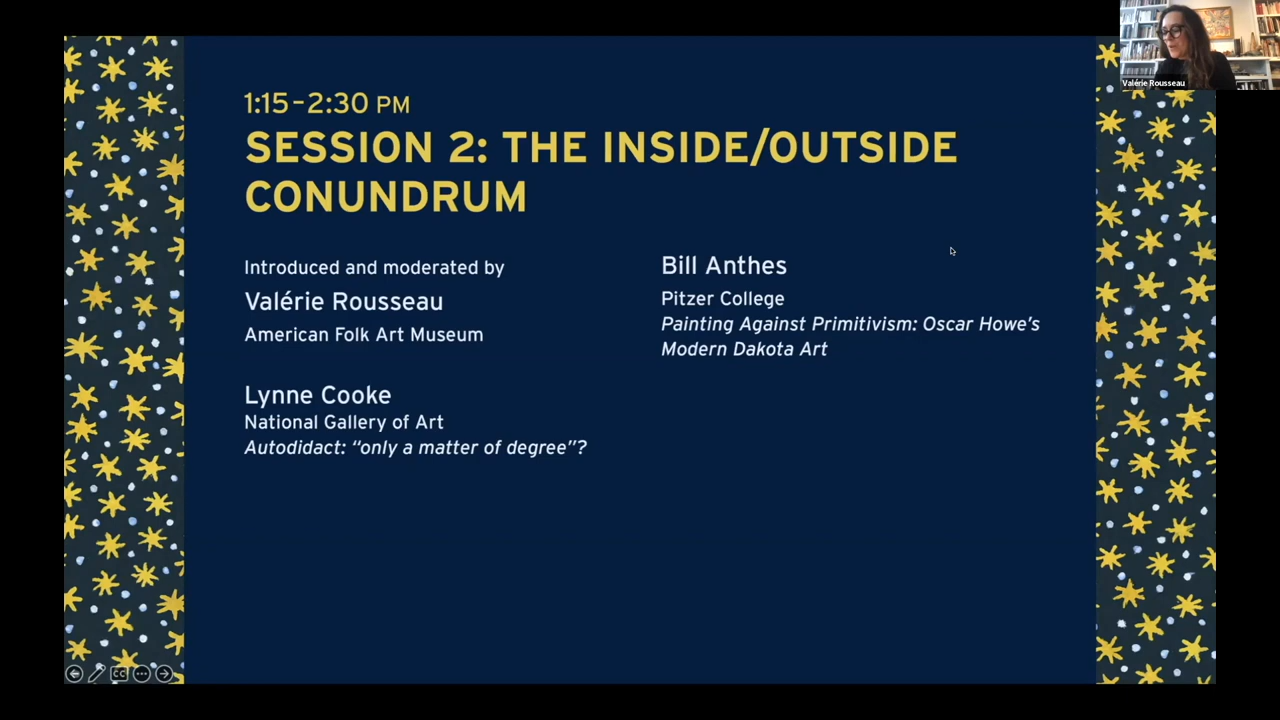 1:15–2:30 PM
SESSION 2: THE INSIDE/OUTSIDE
CONUNDRUM
Introduced and moderated by
Valérie Rousseau
American Folk Art Museum
Lynne Cooke
National Gallery of Art
Autodidact: “only a matter of degree”?
Bill Anthes
Pitzer College
Painting Against Primitivism: Oscar Howe’s
Modern Dakota Art
Valérie Rousseau
CC